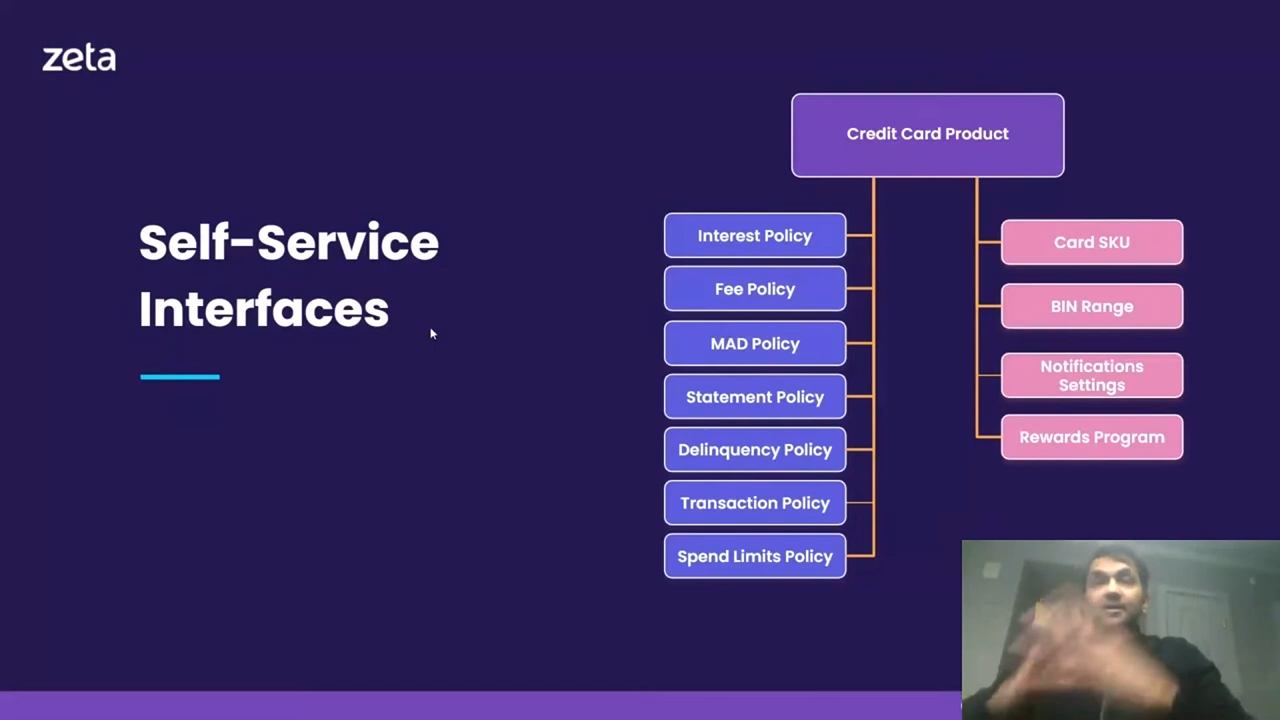 zeta
Self-Service
Interfaces
Credit Card Product
Interest Policy
Fee Policy
MAD Policy
Statement Policy
Delinquency Policy
Transaction Policy
Spend Limits Policy
Card SKU
BIN Range
Notifications
Settings
Rewards Program